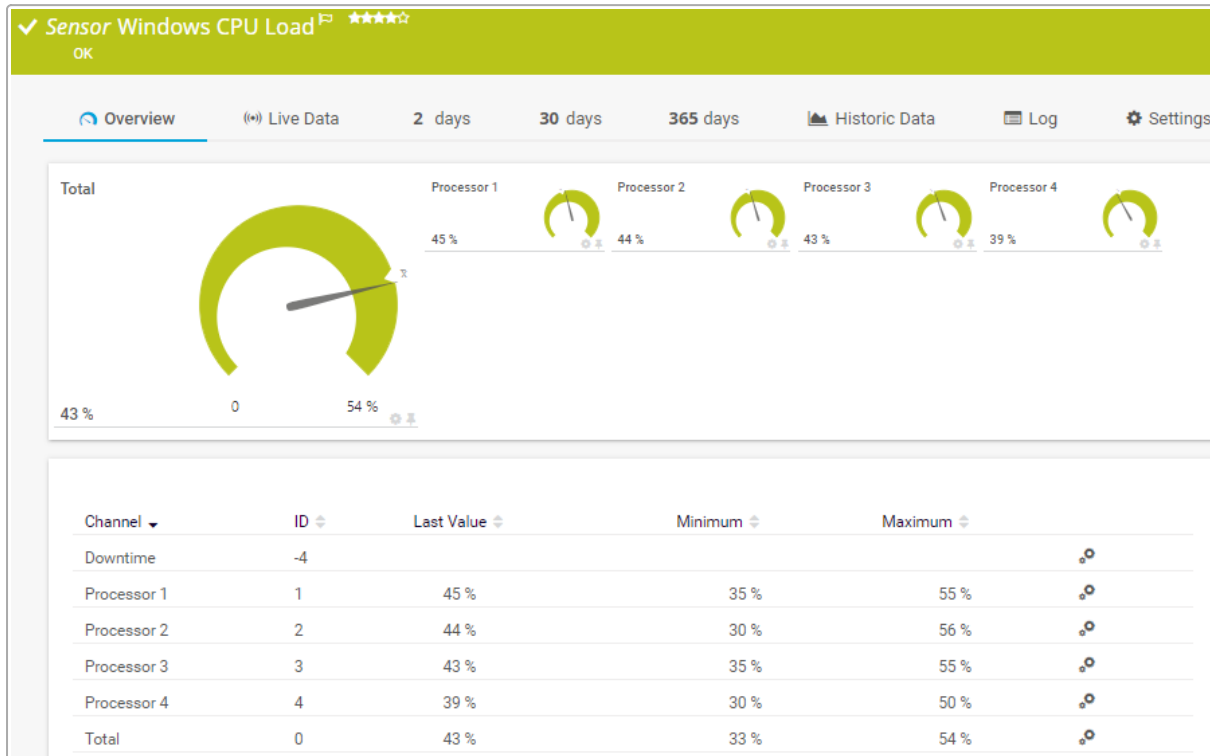 Sensor Windows CPU Load
OK
Overview Live Data 2 days 30 days 365 days Historic Data Log Settings
Total
Processor 1 Processor 2 Processor 3 Processor 4
45 % 44 % 43 % 39 %
0 54 %
43 %
Channel ID Last Value Minimum Maximum
Downtime -4
Processor 1 1 45 % 35 % 55 %
Processor 2 2 44 % 30 % 56 %
Processor 3 3 43 % 35 % 55 %
Processor 4 4 39 % 30 % 50 %
Total 0 43 % 33 % 54 %